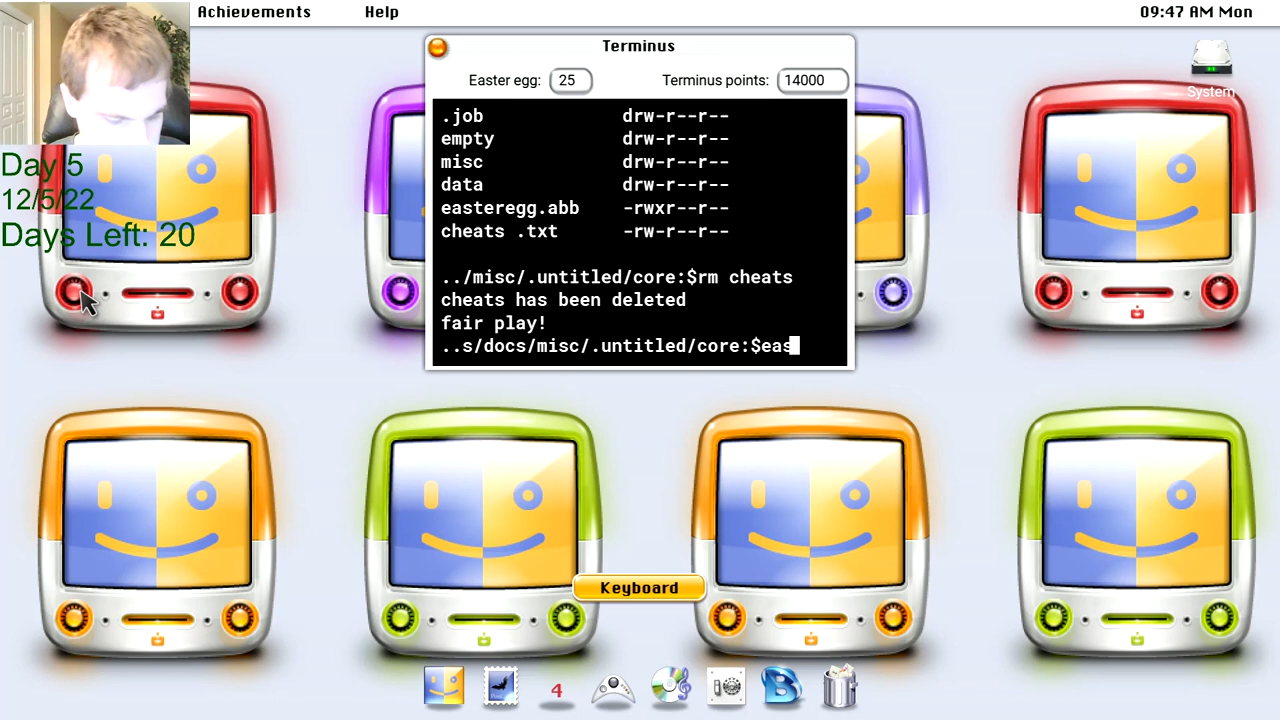 Achievements Help 09:47 AM Mon
Terminus
Easter egg: 25 Terminus points: 14000
System
.job drw-r--r--
empty drw-r--r--
misc drw-r--r--
data drw-r--r--
easteregg.abb -rwxr--r--
cheats .txt -rw-r--r--
../misc/.untitled/core:$rm cheats
cheats has been deleted
fair play!
..s/docs/misc/.untitled/core:$eas
Day 5
12/5/22
Days Left: 20
Keyboard
4
B